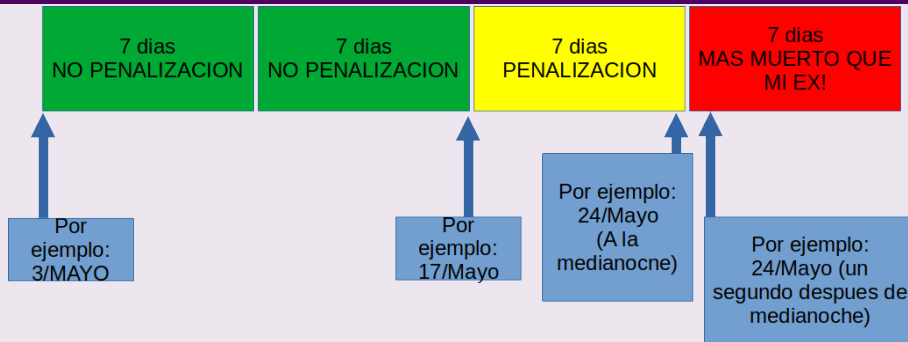 7 dias
NO PENALIZACION
7 dias
NO PENALIZACION
7 dias
PENALIZACION
7 dias
MAS MUERTO QUE
MI EX!
Por
ejemplo:
3/MAYO
Por
ejemplo:
17/Mayo
Por ejemplo:
24/Mayo
(A la
medianocne)
Por ejemplo:
24/Mayo (un
segundo despues de
medianoche)